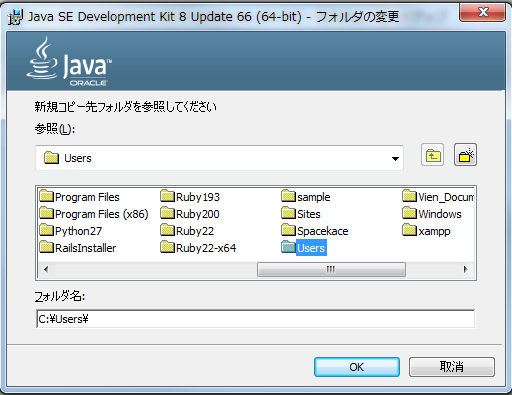 Java SE Development Kit 8 Update 66 (64-bit) - フォルダの変更
Java™
ORACLE
新規コピー先フォルダを参照してください
参照(L):
Users
Program Files
Ruby193
sample
Vien_Docum
Program Files (x86)
Ruby200
Sites
Windows
Python27
Ruby22
Spacekace
xampp
RailsInstaller
Ruby22-x64
Users
フォルダ名:
C:¥Users¥
OK
取消